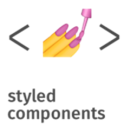 < >
styled
components